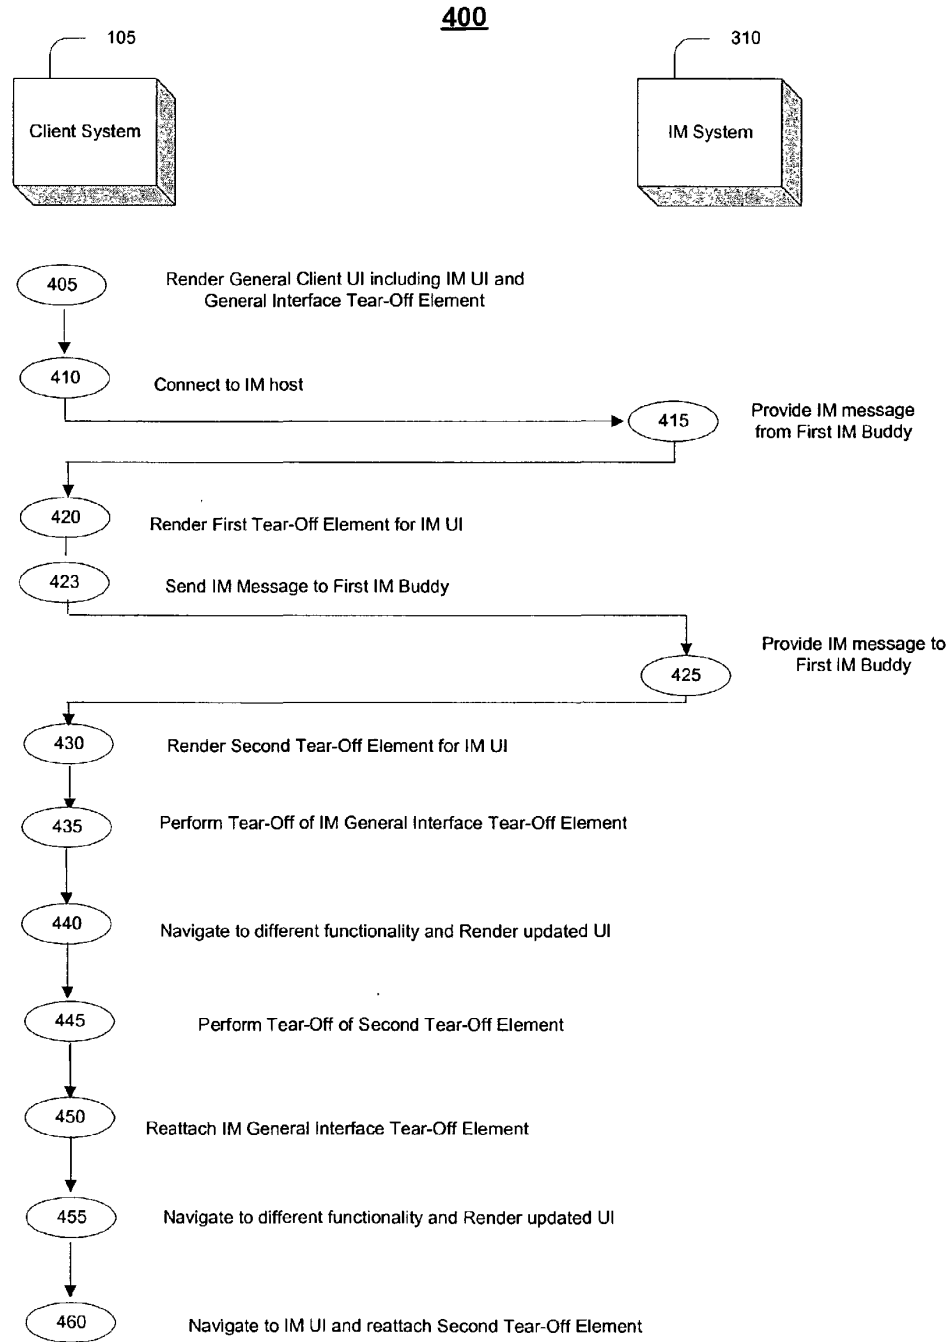 400
105
310
Client System
IM System
405
Render General Client UI including IM UI and
General Interface Tear-Off Element
410
Connect to IM host
415
Provide IM message
from First IM Buddy
420
Render First Tear-Off Element for IM UI
423
Send IM Message to First IM Buddy
Provide IM message to
First IM Buddy
425
430
Render Second Tear-Off Element for IM UI
435
Perform Tear-Off of IM General Interface Tear-Off Element
440
Navigate to different functionality and Render updated UI
445
Perform Tear-Off of Second Tear-Off Element
450
Reattach IM General Interface Tear-Off Element
455
Navigate to different functionality and Render updated UI
460
Navigate to IM UI and reattach Second Tear-Off Element